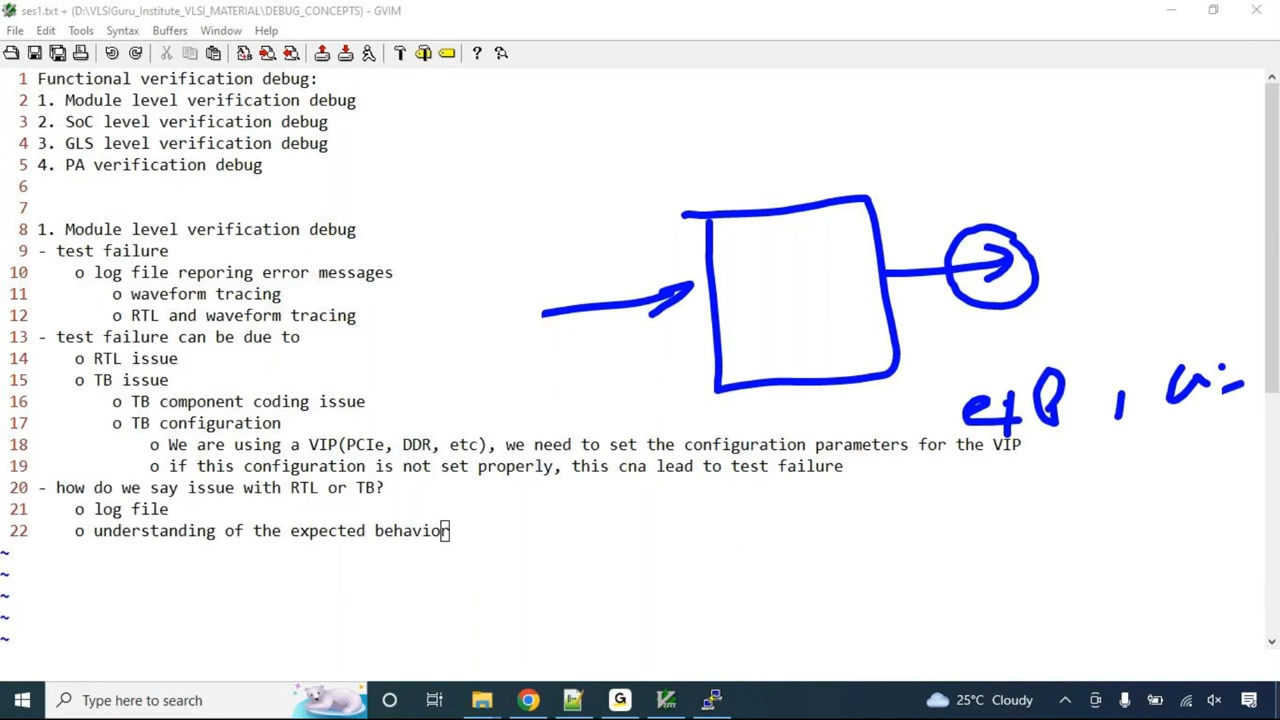 ses1.txt + (D:\VLSIGuru_Institute_VLSI_MATERIAL\DEBUG_CONCEPTS) - GVIM
File Edit Tools Syntax Buffers Window Help
1 Functional verification debug:
2 1. Module level verification debug
3 2. SoC level verification debug
4 3. GLS level verification debug
5 4. PA verification debug
6
7
8 1. Module level verification debug
9 - test failure
10 o log file reporing error messages
11 o waveform tracing
12 o RTL and waveform tracing
13 - test failure can be due to
14 o RTL issue
15 o TB issue
16 o TB component coding issue
17 o TB configuration
18 o We are using a VIP(PCIe, DDR, etc), we need to set the configuration parameters for the VIP
19 o if this configuration is not set properly, this cna lead to test failure
20 - how do we say issue with RTL or TB?
21 o log file
22 o understanding of the expected behavior
~
~
~
~
~
Type here to search
25°C Cloudy